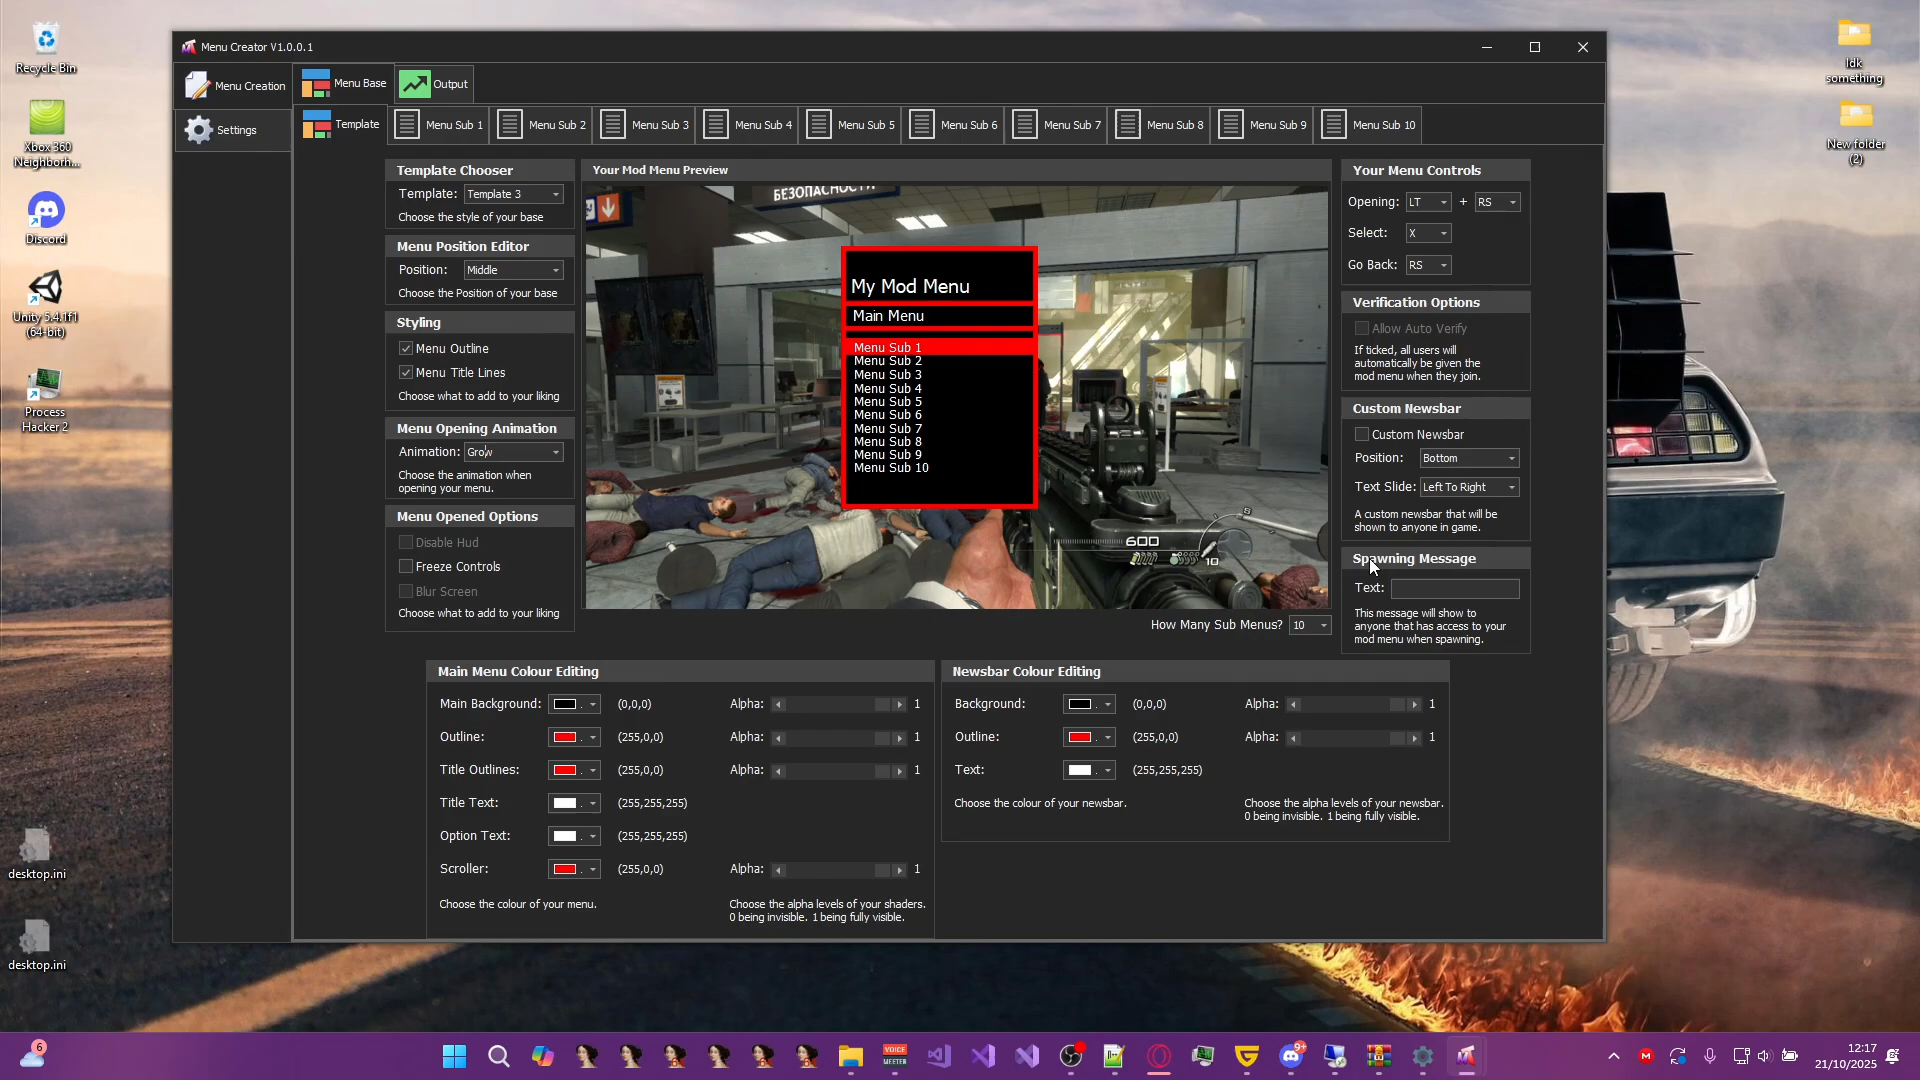 Recycle Bin
Xbox 360
Neighborh...
Discord
Unity 5.4.1f1
(64-bit)
Process
Hacker 2
desktop.ini
desktop.ini
Idk
something
New folder
(2)
Menu Creator V1.0.0.1
Menu Creation
Settings
Menu Base
Output
Template
Menu Sub 1
Menu Sub 2
Menu Sub 3
Menu Sub 4
Menu Sub 5
Menu Sub 6
Menu Sub 7
Menu Sub 8
Menu Sub 9
Menu Sub 10
Template Chooser
Template: Template 3
Choose the style of your base
Menu Position Editor
Position: Middle
Choose the Position of your base
Styling
Menu Outline
Menu Title Lines
Choose what to add to your liking
Menu Opening Animation
Animation: Grow
Choose the animation when
opening your menu.
Menu Opened Options
Disable Hud
Freeze Controls
Blur Screen
Choose what to add to your liking
Your Mod Menu Preview
БЕЗОПАСНОСТИ
My Mod Menu
Main Menu
Menu Sub 1
Menu Sub 2
Menu Sub 3
Menu Sub 4
Menu Sub 5
Menu Sub 6
Menu Sub 7
Menu Sub 8
Menu Sub 9
Menu Sub 10
S
600
10
How Many Sub Menus? 10
Your Menu Controls
Opening: LT + RS
Select: X
Go Back: RS
Verification Options
Allow Auto Verify
If ticked, all users will
automatically be given the
mod menu when they join.
Custom Newsbar
Custom Newsbar
Position: Bottom
Text Slide: Left To Right
A custom newsbar that will be
shown to anyone in game.
Spawning Message
Text:
This message will show to
anyone that has access to your
mod menu when spawning.
Main Menu Colour Editing
Main Background: . (0,0,0) Alpha: 1
Outline: . (255,0,0) Alpha: 1
Title Outlines: . (255,0,0) Alpha: 1
Title Text: . (255,255,255)
Option Text: . (255,255,255)
Scroller: . (255,0,0) Alpha: 1
Choose the colour of your menu.
Choose the alpha levels of your shaders.
0 being invisible. 1 being fully visible.
Newsbar Colour Editing
Background: . (0,0,0) Alpha: 1
Outline: . (255,0,0) Alpha: 1
Text: . (255,255,255)
Choose the colour of your newsbar.
Choose the alpha levels of your newsbar.
0 being invisible. 1 being fully visible.
6
VOICE
MEETER
9+
M
12:17
21/10/2025